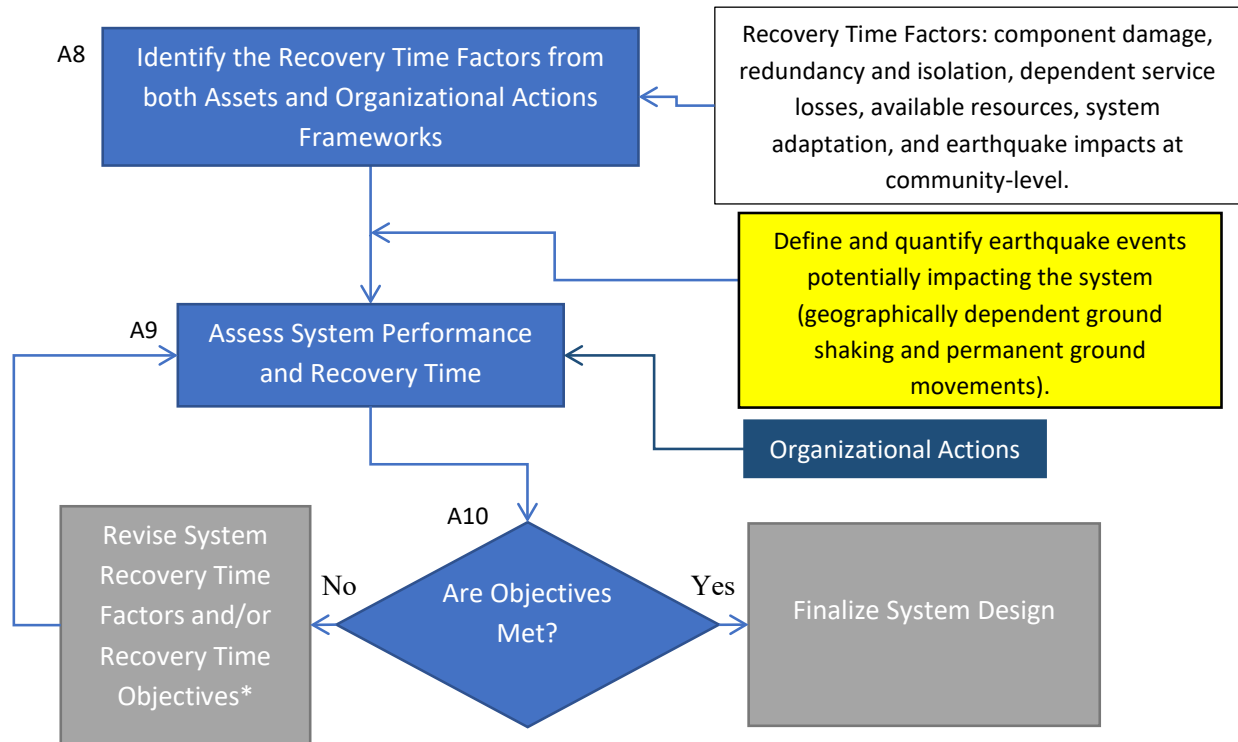 A8
Identify the Recovery Time Factors from
both Assets and Organizational Actions
Frameworks
Recovery Time Factors: component damage,
redundancy and isolation, dependent service
losses, available resources, system
adaptation, and earthquake impacts at
community-level.
Define and quantify earthquake events
potentially impacting the system
(geographically dependent ground
shaking and permanent ground
movements).
A9
Assess System Performance
and Recovery Time
Organizational Actions
A10
Are Objectives
Met?
No
Yes
Revise System
Recovery Time
Factors and/or
Recovery Time
Objectives*
Finalize System Design